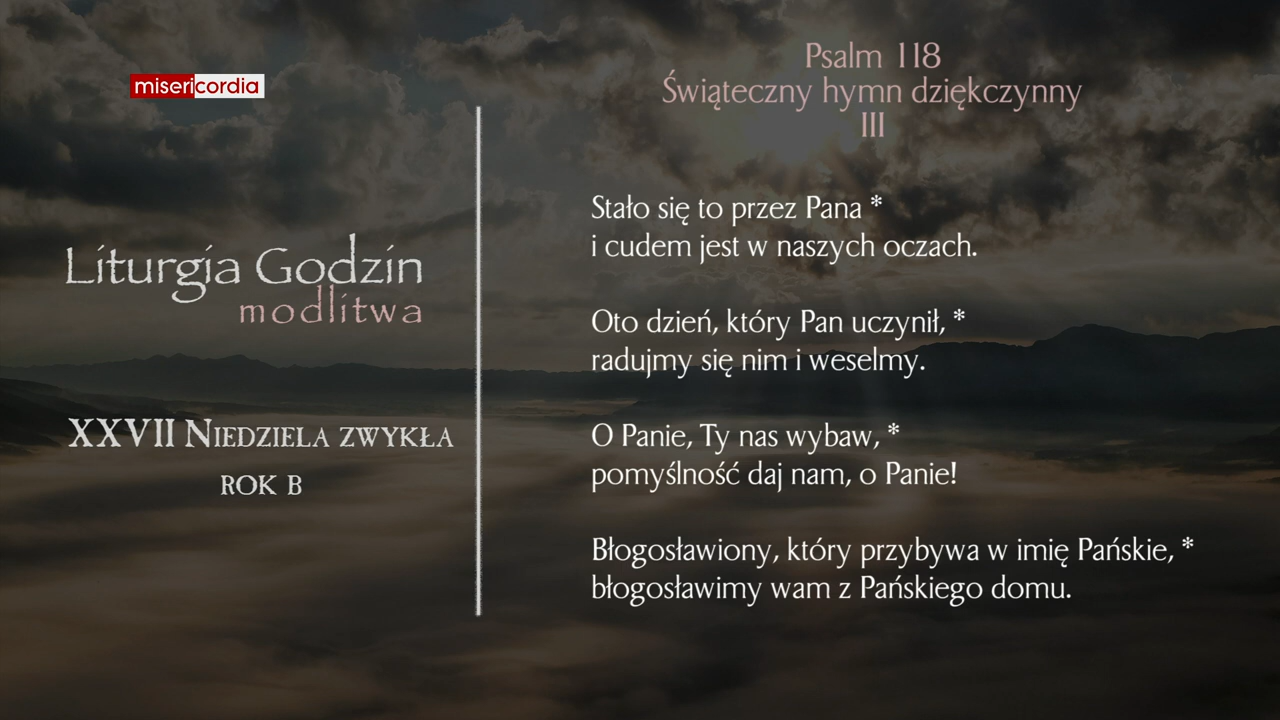 misericordia
Liturgia Godzin
modlitwa
XXVII Niedziela zwykła
rok B
Psalm 118
Świąteczny hymn dziękczynny
III
Stało się to przez Pana *
i cudem jest w naszych oczach.
Oto dzień, który Pan uczynił, *
radujmy się nim i weselmy.
O Panie, Ty nas wybaw, *
pomyślność daj nam, o Panie!
Błogosławiony, który przybywa w imię Pańskie, *
błogosławimy wam z Pańskiego domu.